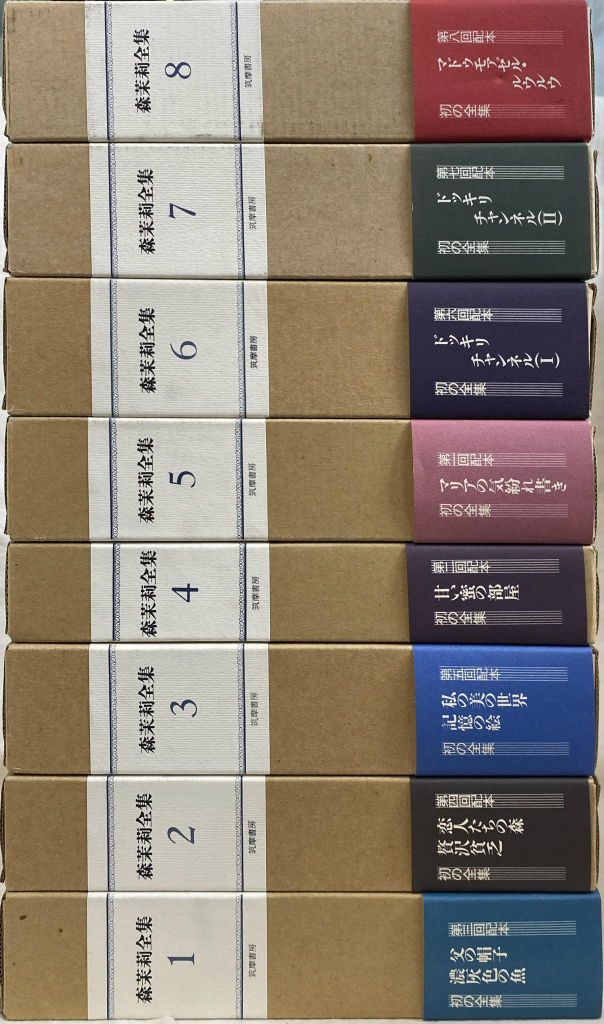 森茉莉全集
8
筑摩書房
第八回配本
マドゥモァゼル・
ルウルウ
初の全集
森茉莉全集
7
筑摩書房
第七回配本
ドッキリ
チャンネル(II)
初の全集
森茉莉全集
6
筑摩書房
第六回配本
ドッキリ
チャンネル(I)
初の全集
森茉莉全集
5
筑摩書房
第一回配本
マリアの気紛れ書き
初の全集
森茉莉全集
4
筑摩書房
第二回配本
甘い蜜の部屋
初の全集
森茉莉全集
3
筑摩書房
第五回配本
私の美の世界
記憶の絵
初の全集
森茉莉全集
2
筑摩書房
第四回配本
恋人たちの森
贅沢貧乏
初の全集
森茉莉全集
1
筑摩書房
第三回配本
父の帽子
濃灰色の魚
初の全集